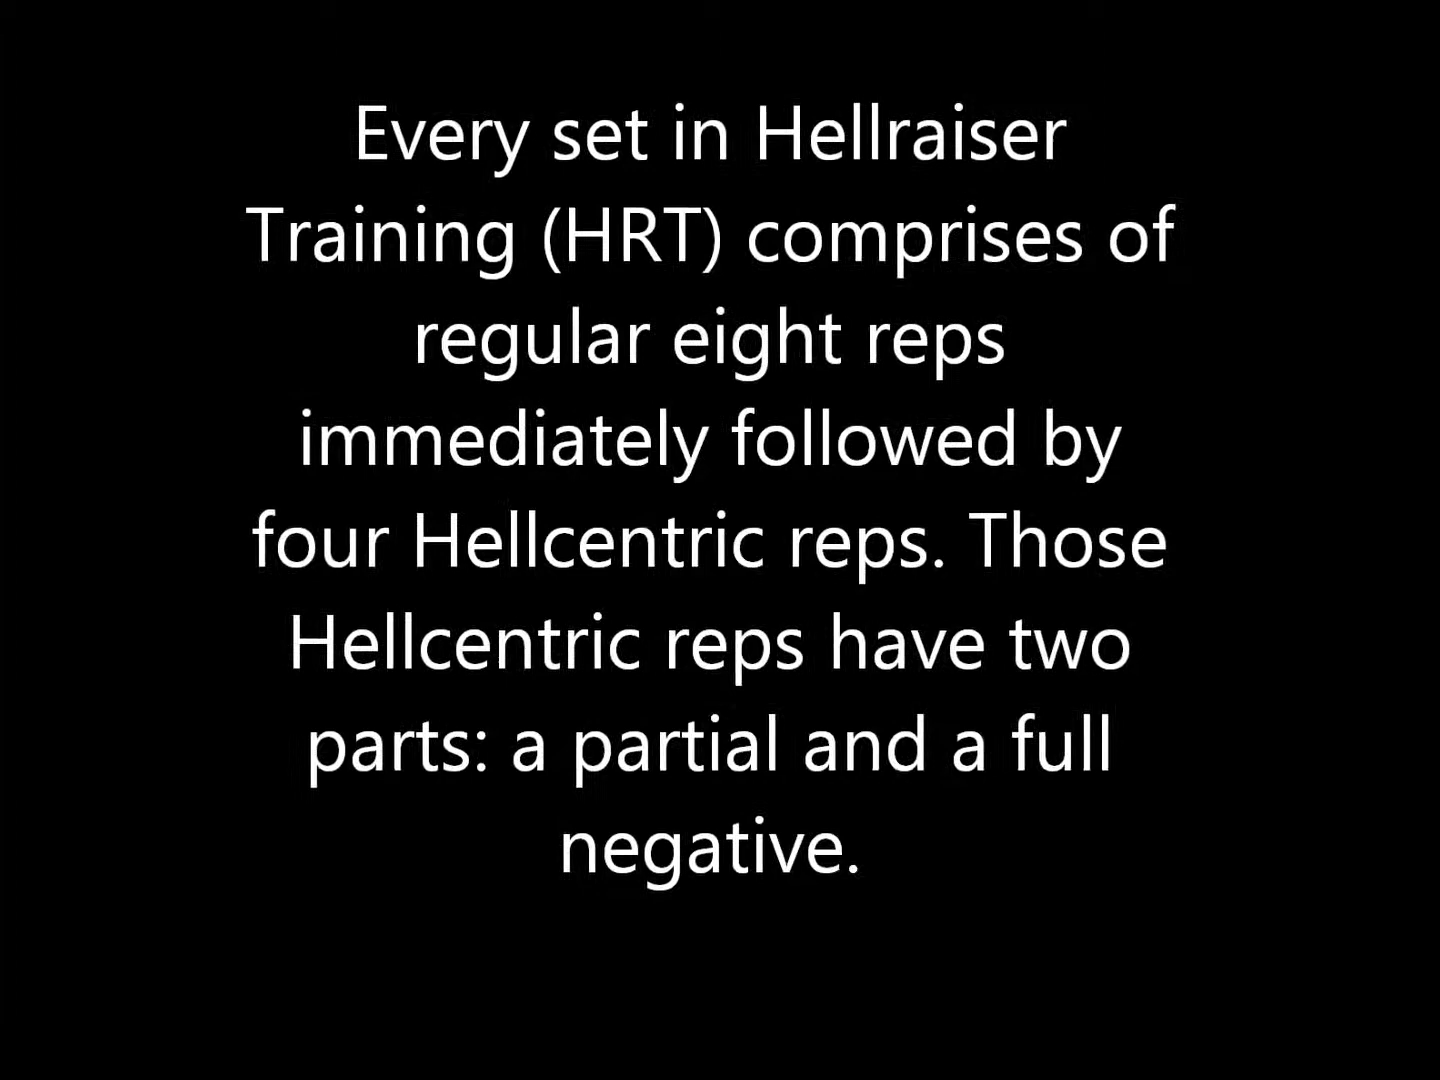 Every set in Hellraiser
Training (HRT) comprises of
regular eight reps
immediately followed by
four Hellcentric reps. Those
Hellcentric reps have two
parts: a partial and a full
negative.